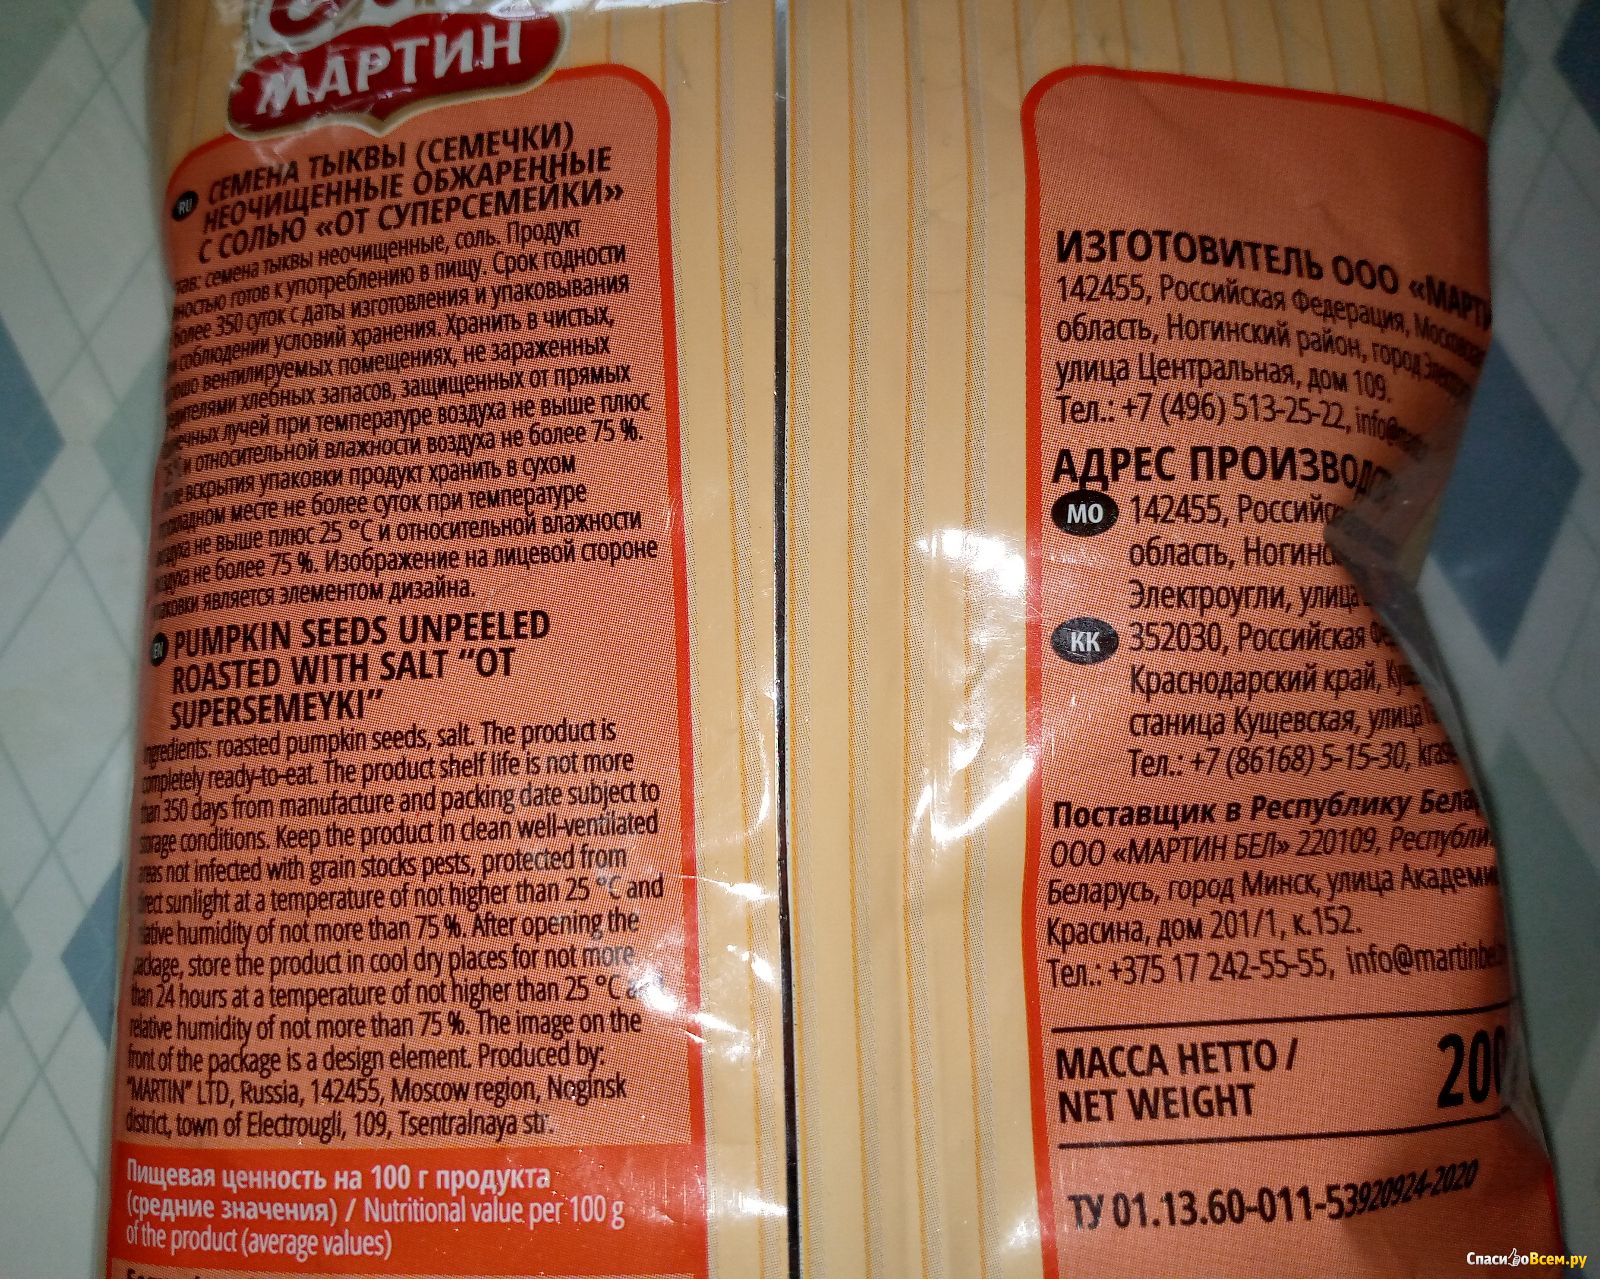 МАРТИН
RU
СЕМЕНА ТЫКВЫ (СЕМЕЧКИ)
НЕОЧИЩЕННЫЕ ОБЖАРЕННЫЕ
С СОЛЬЮ «ОТ СУПЕРСЕМЕЙКИ»
семена тыквы неочищенные, соль. Продукт
готов к употреблению в пищу. Срок годности
более 350 суток с даты изготовления и упаковывания
соблюдении условий хранения. Хранить в чистых,
вентилируемых помещениях, не зараженных
хлебных запасов, защищенных от прямых
лучей при температуре воздуха не выше плюс
и относительной влажности воздуха не более 75 %.
вскрытия упаковки продукт хранить в сухом
месте не более суток при температуре
не выше плюс 25 °C и относительной влажности
не более 75 %. Изображение на лицевой стороне
является элементом дизайна.
EN
PUMPKIN SEEDS UNPEELED
ROASTED WITH SALT “OT
SUPERSEMEYKI”
roasted pumpkin seeds, salt. The product is
completely ready-to-eat. The product shelf life is not more
than 350 days from manufacture and packing date subject to
storage conditions. Keep the product in clean well-ventilated
areas not infected with grain stocks pests, protected from
sunlight at a temperature of not higher than 25 °C and
humidity of not more than 75 %. After opening the
package, store the product in cool dry places for not more
than 24 hours at a temperature of not higher than 25 °C
relative humidity of not more than 75 %. The image on the
front of the package is a design element. Produced by:
"MARTIN" LTD, Russia, 142455, Moscow region, Noginsk
district, town of Electrougli, 109, Tsentralnaya str.
Пищевая ценность на 100 г продукта
(средние значения) / Nutritional value per 100 g
of the product (average values)
ИЗГОТОВИТЕЛЬ ООО
142455, Российская Федерация,
область, Ногинский район, город
улица Центральная, дом 109.
Тел.: +7 (496) 513-25-22,
АДРЕС
МО
142455,
область,
Электроугли,
КК
352030, Российская
Краснодарский край,
станица Кущевская, улица
Тел.: +7 (86168) 5-15-30,
Поставщик в Республику
ООО «МАРТИН БЕЛ» 220109,
Беларусь, город Минск, улица
Красина, дом 201/1, к.152.
Тел.: +375 17 242-55-55,
МАССА НЕТТО /
NET WEIGHT
200
ТУ 01.13.60-011-53920924-2020
СпасибоВсем.ру